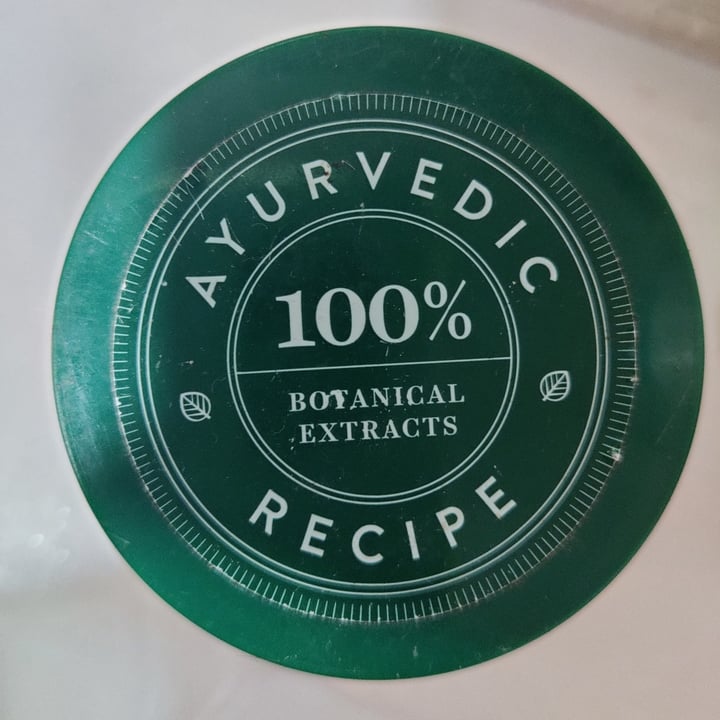 AYURVEDIC
100%
BOTANICAL
EXTRACTS
RECIPE